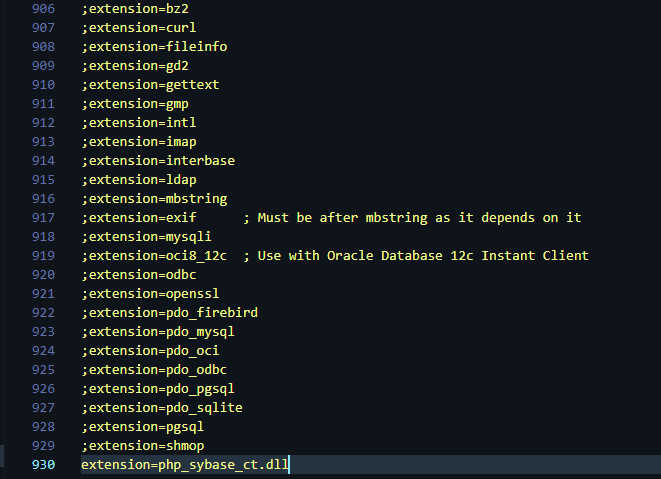 906 ;extension=bz2
907 ;extension=curl
908 ;extension=fileinfo
909 ;extension=gd2
910 ;extension=gettext
911 ;extension=gmp
912 ;extension=intl
913 ;extension=imap
914 ;extension=interbase
915 ;extension=ldap
916 ;extension=mbstring
917 ;extension=exif      ; Must be after mbstring as it depends on it
918 ;extension=mysqli
919 ;extension=oci8_12c  ; Use with Oracle Database 12c Instant Client
920 ;extension=odbc
921 ;extension=openssl
922 ;extension=pdo_firebird
923 ;extension=pdo_mysql
924 ;extension=pdo_oci
925 ;extension=pdo_odbc
926 ;extension=pdo_pgsql
927 ;extension=pdo_sqlite
928 ;extension=pgsql
929 ;extension=shmop
930 extension=php_sybase_ct.dll